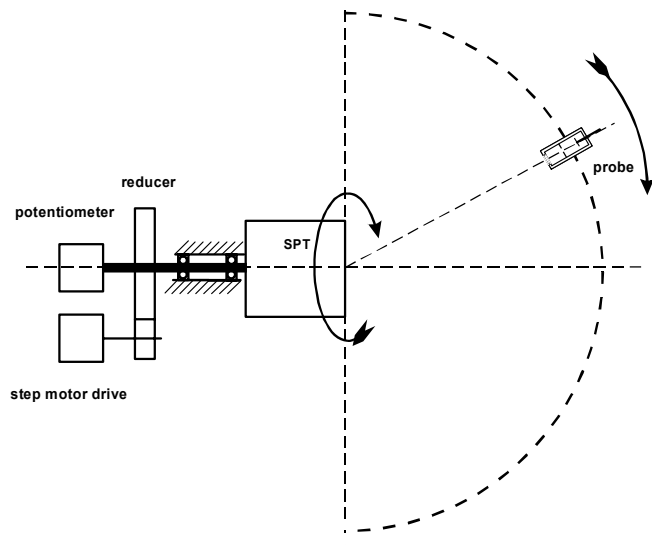 probe
reducer
potentiometer
SPT
step motor drive